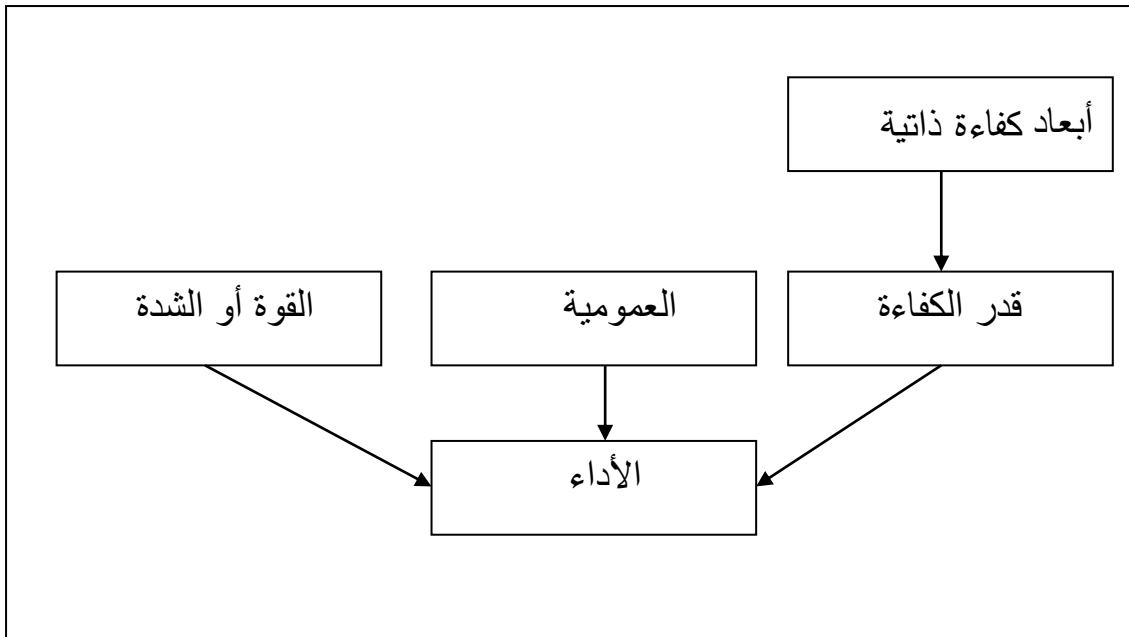 أبعاد كفاءة ذاتية
قدر الكفاءة
العمومية
القوة أو الشدة
الأداء